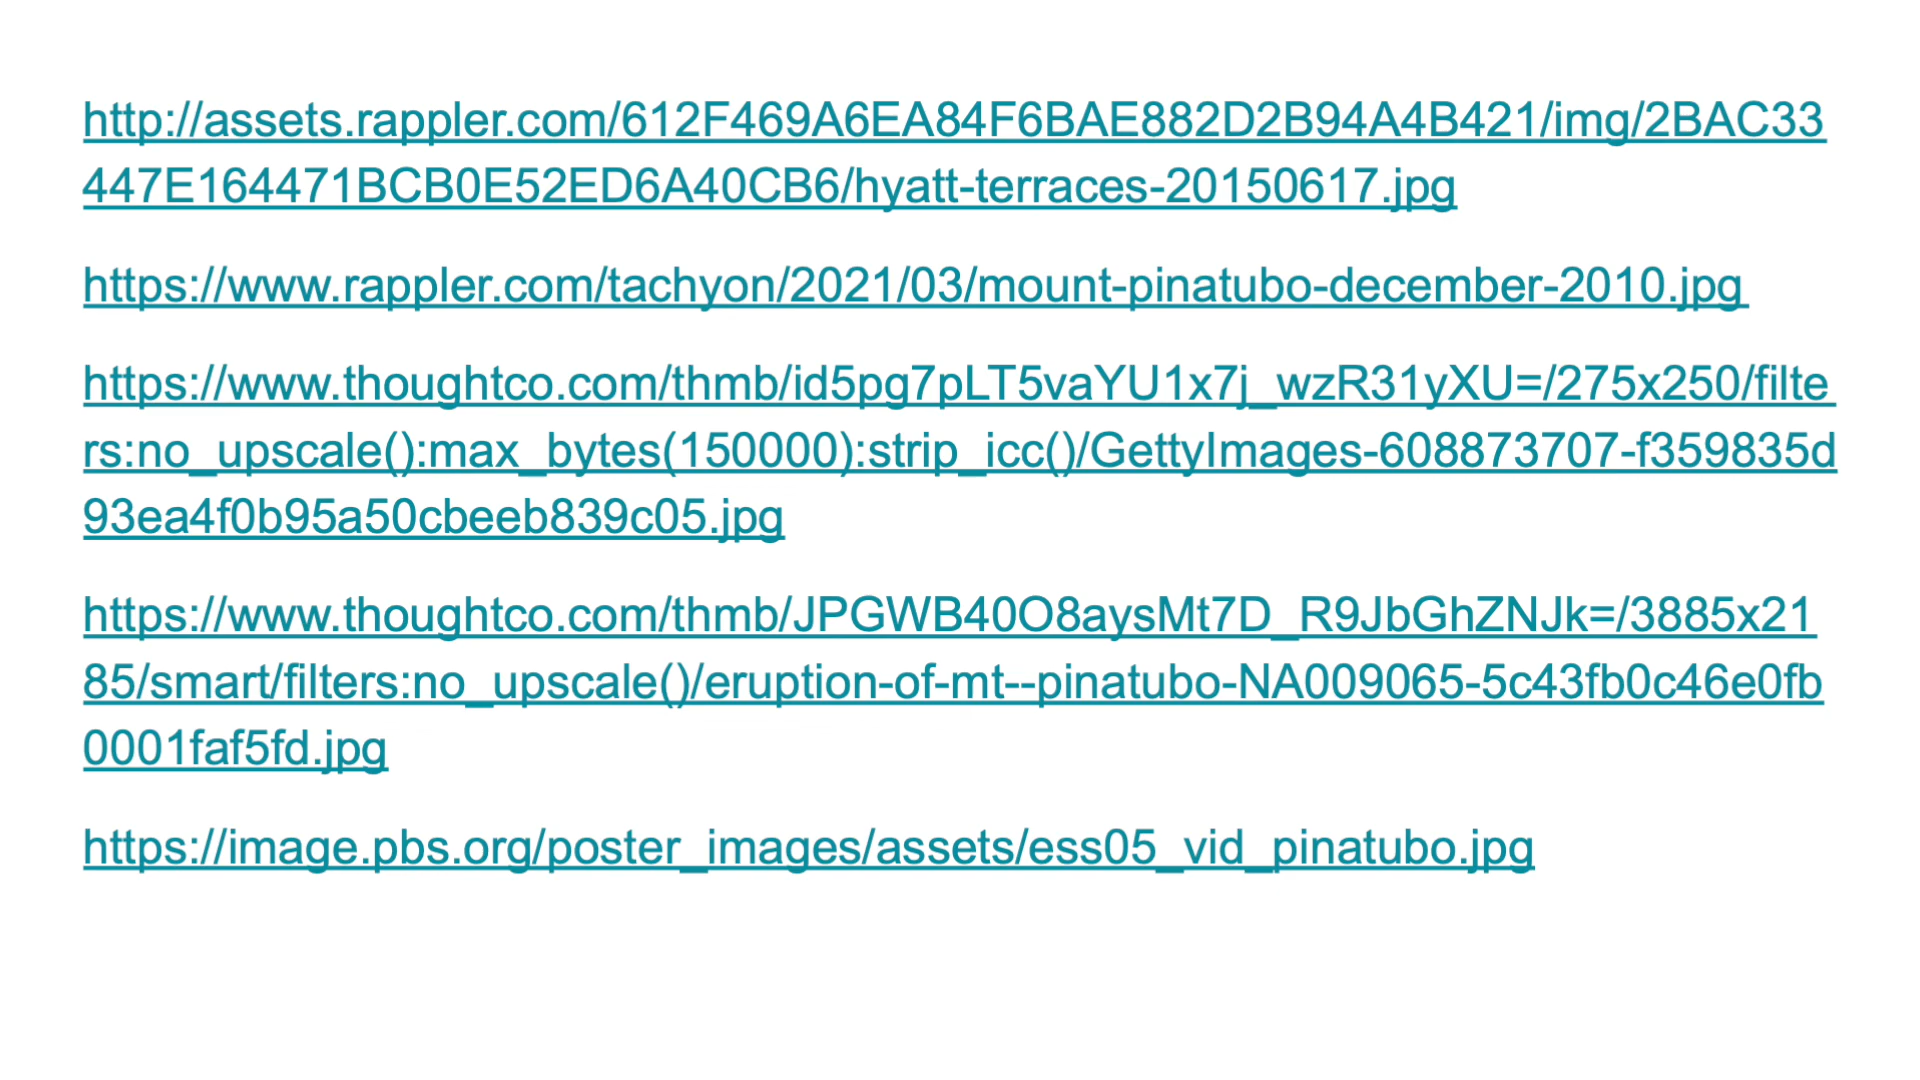 http://assets.rappler.com/612F469A6EA84F6BAE882D2B94A4B421/img/2BAC33
447E164471BCB0E52ED6A40CB6/hyatt-terraces-20150617.jpg
https://www.rappler.com/tachyon/2021/03/mount-pinatubo-december-2010.jpg
https://www.thoughtco.com/thmb/id5pg7pLT5vaYU1x7j_wzR31yXU=/275x250/filte
rs:no_upscale():max_bytes(150000):strip_icc()/GettyImages-608873707-f359835d
93ea4f0b95a50cbeeb839c05.jpg
https://www.thoughtco.com/thmb/JPGWB40O8aysMt7D_R9JbGhZNJk=/3885x21
85/smart/filters:no_upscale()/eruption-of-mt--pinatubo-NA009065-5c43fb0c46e0fb
0001faf5fd.jpg
https://image.pbs.org/poster_images/assets/ess05_vid_pinatubo.jpg